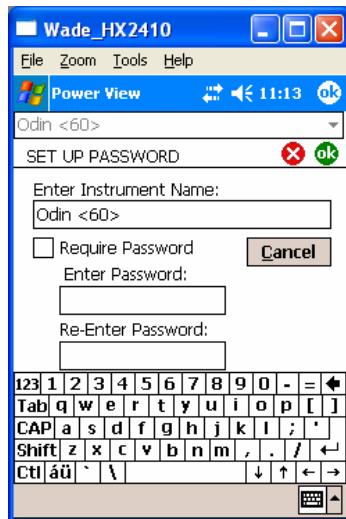 Wade_HX2410
File Zoom Tools Help
Power View 11:13 ok
Odin <60>
SET UP PASSWORD ok
Enter Instrument Name:
Odin <60>
Require Password Cancel
Enter Password:
Re-Enter Password:
123 1 2 3 4 5 6 7 8 9 0 - =
Tab q w e r t y u i o p [ ]
CAP a s d f g h j k l ; '
Shift z x c v b n m , . /
Ctl áü ` \